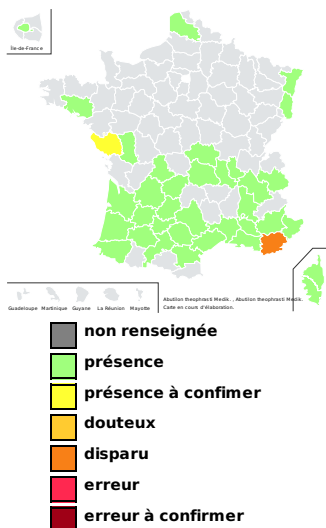 Île-de-France
Guadeloupe Martinique Guyane La Réunion Mayotte
Abutilon theophrasti Medik. , Abutilon theophrasti Medik.
Carte en cours d'élaboration.
non renseignée
présence
présence à confimer
douteux
disparu
erreur
erreur à confirmer